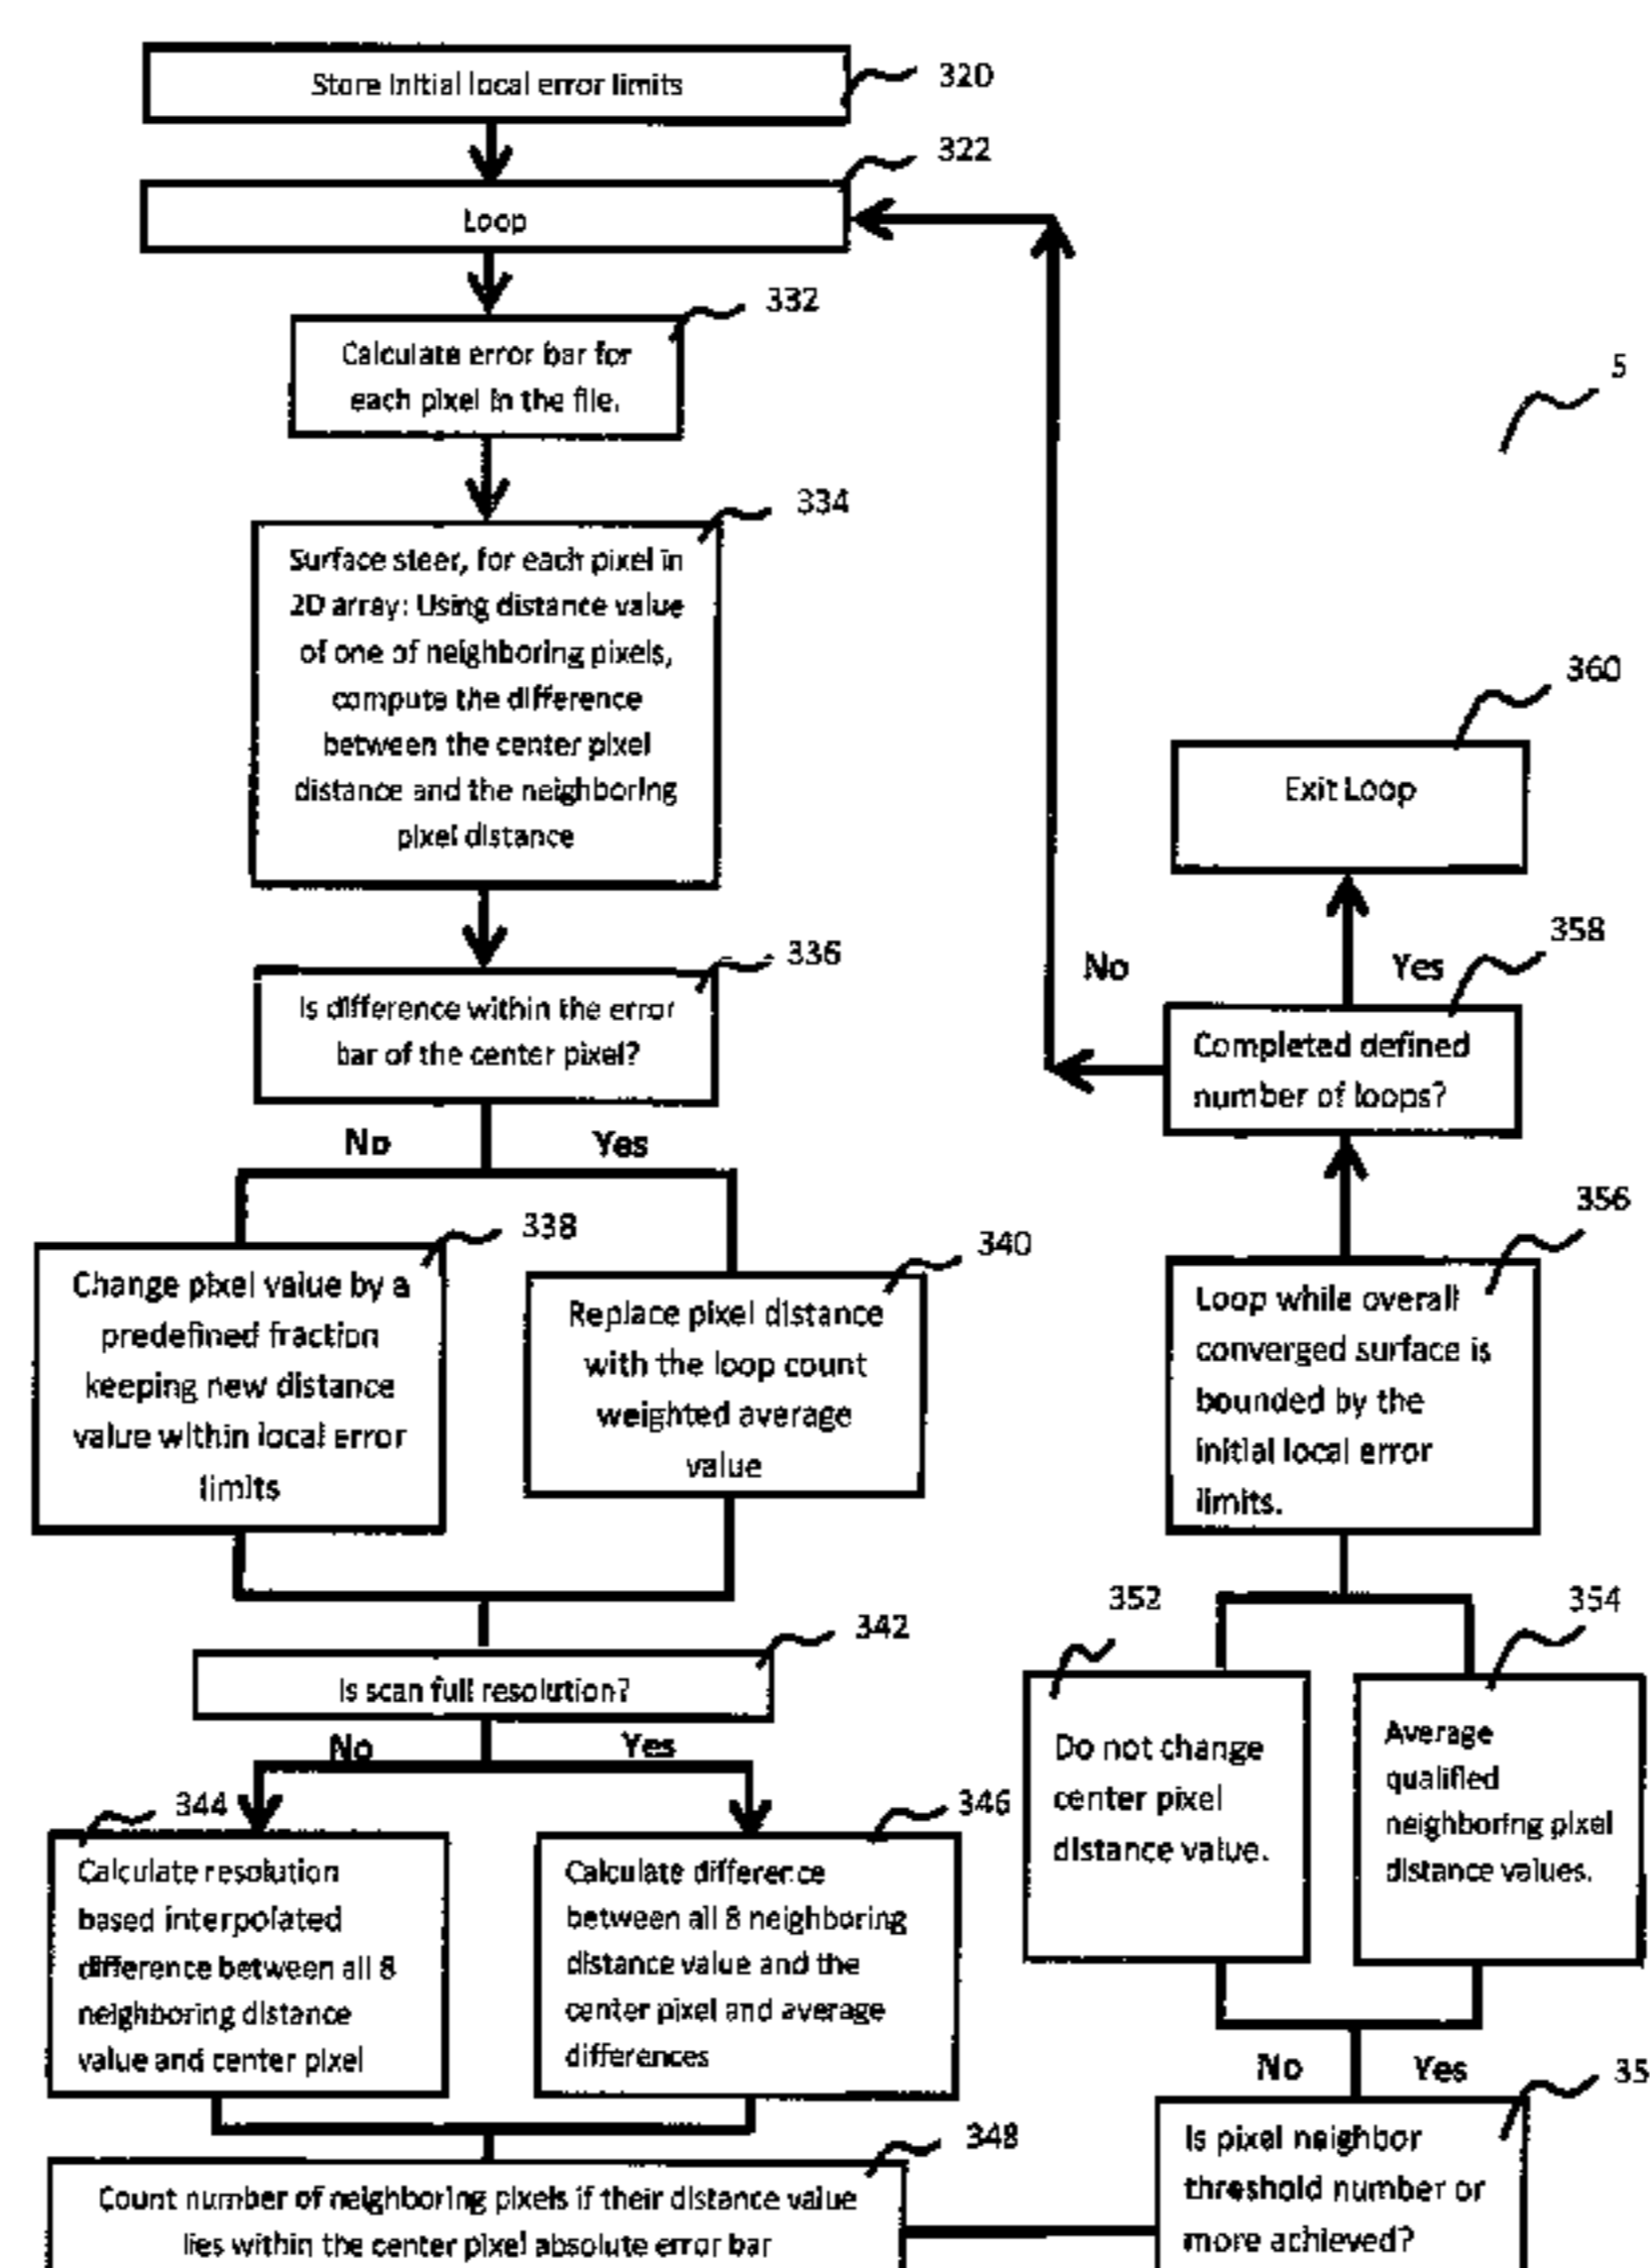 Store initial local error limits
320
322
Loop
332
Calculate error bar for
each pixel in the file.
334
Surface steer, for each pixel in
2D array: Using distance value
of one of neighboring pixels,
compute the difference
between the center pixel
distance and the neighboring
pixel distance
336
Is difference within the error
bar of the center pixel?
No
Yes
338
Change pixel value by a
predefined fraction
keeping new distance
value within local error
limits
340
Replace pixel distance
with the loop count
weighted average
value
342
Is scan full resolution?
No
Yes
344
Calculate resolution
based interpolated
difference between all 8
neighboring distance
value and center pixel
346
Calculate difference
between all 8 neighboring
distance value and the
center pixel and average
differences
348
Count number of neighboring pixels if their distance value
lies within the center pixel absolute error bar
5
360
Exit Loop
358
No
Yes
Completed defined
number of loops?
356
Loop while overall
converged surface is
bounded by the
initial local error
limits.
352
Do not change
center pixel
distance value.
354
Average
qualified
neighboring pixel
distance values.
No
Yes
35
Is pixel neighbor
threshold number or
more achieved?